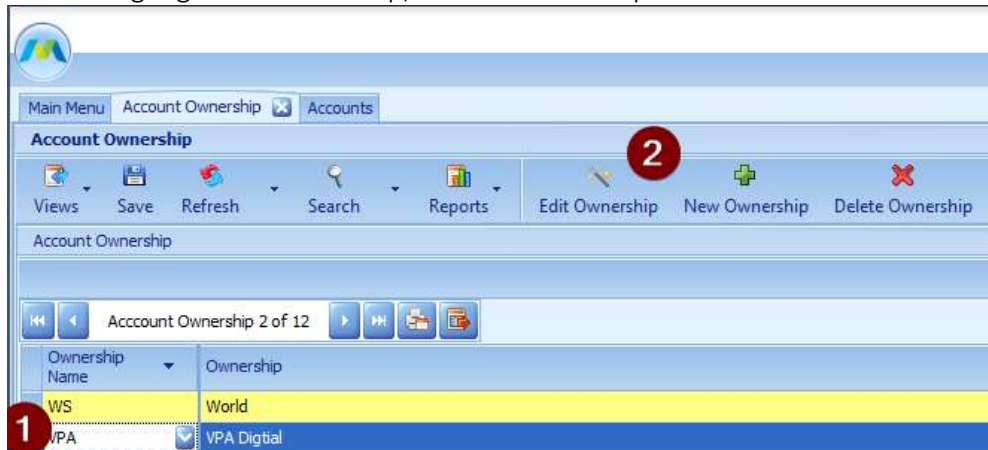 Main Menu Account Ownership Accounts
Account Ownership
2
Views Save Refresh Search Reports Edit Ownership New Ownership Delete Ownership
Account Ownership
Acccount Ownership 2 of 12
Ownership Name Ownership
WS World
1 VPA VPA Digtial